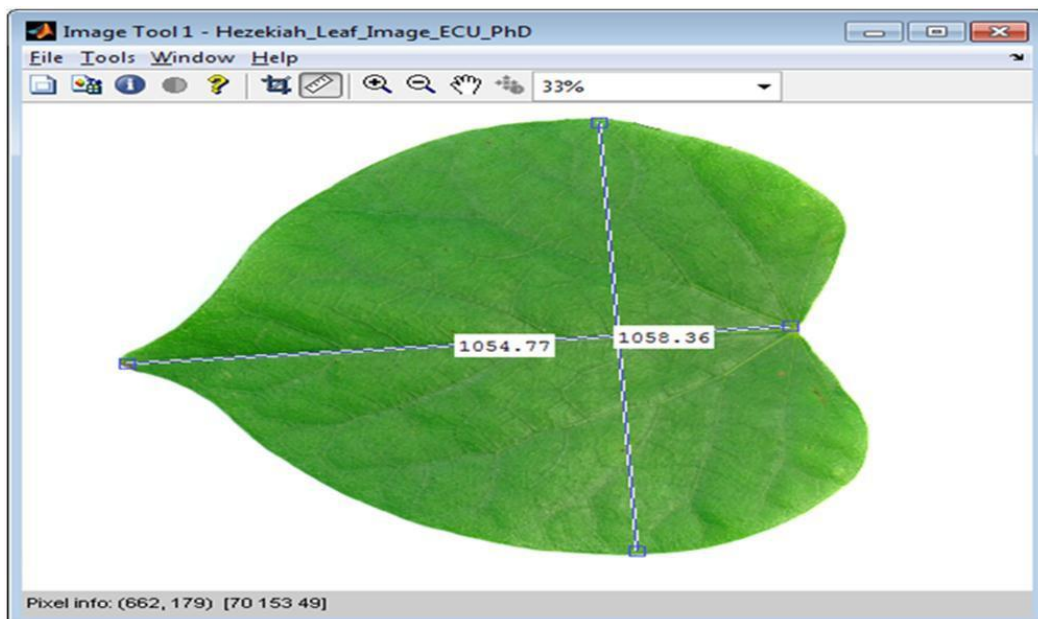 Image Tool 1 - Hezekiah_Leaf_Image_ECU_PhD
File Tools Window Help
33%
1054.77 1058.36
Pixel info: (662, 179) [70 153 49]